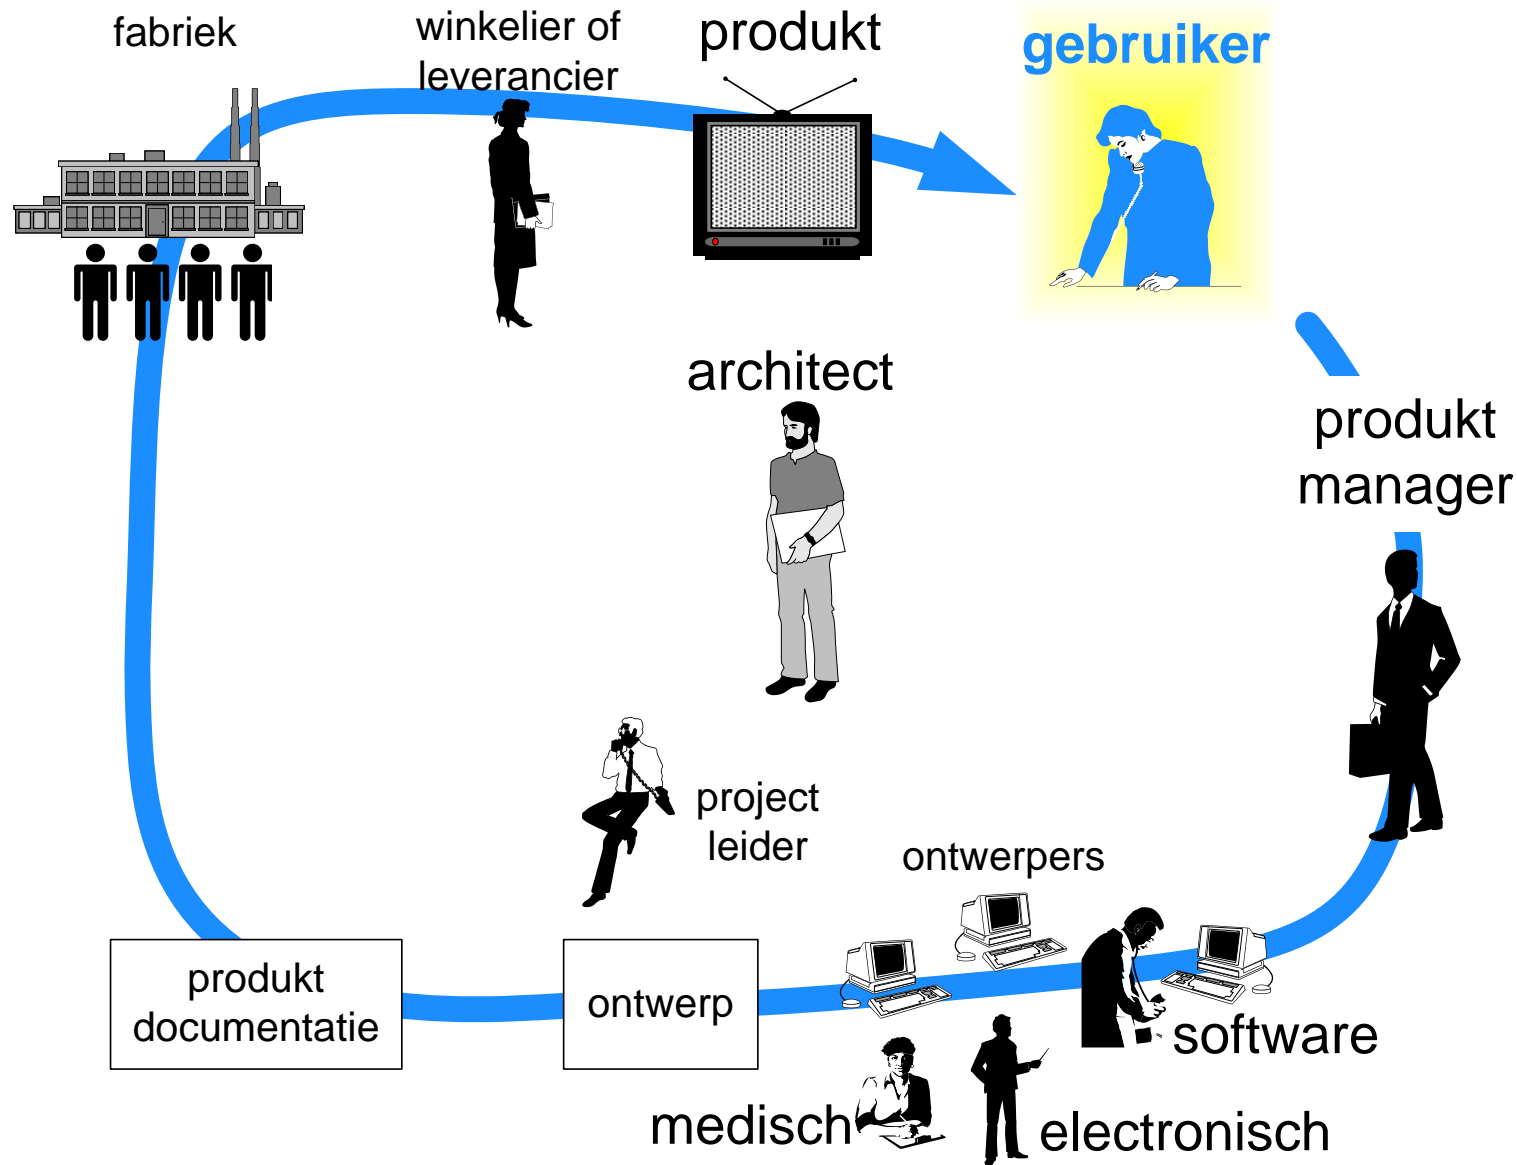 fabriek
winkelier of
leverancier
produkt
gebruiker
architect
produkt
manager
project
leider
ontwerpers
produkt
documentatie
ontwerp
software
medisch
electronisch